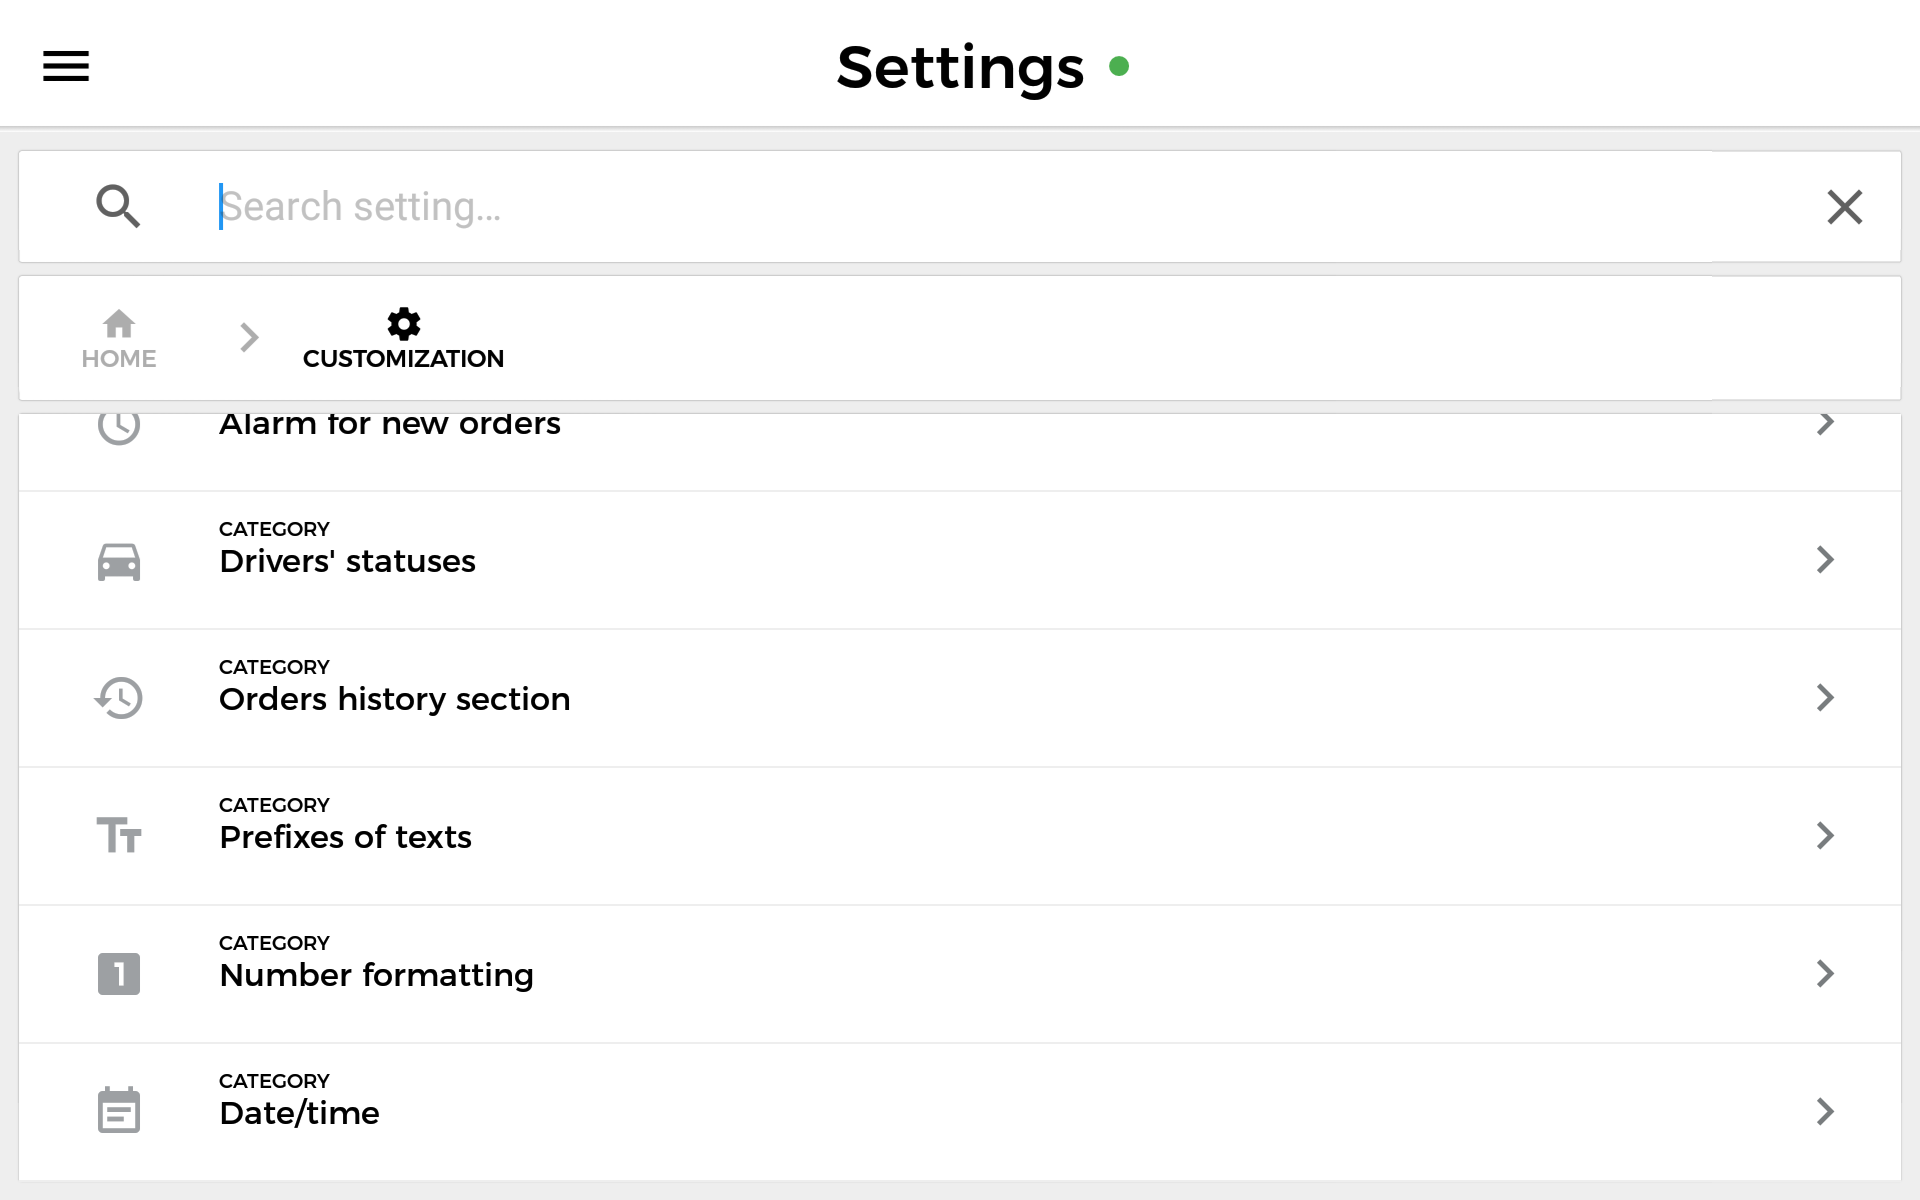 Settings
Search setting...
HOME
CUSTOMIZATION
Alarm for new orders
CATEGORY
Drivers' statuses
CATEGORY
Orders history section
CATEGORY
Prefixes of texts
CATEGORY
Number formatting
CATEGORY
Date/time